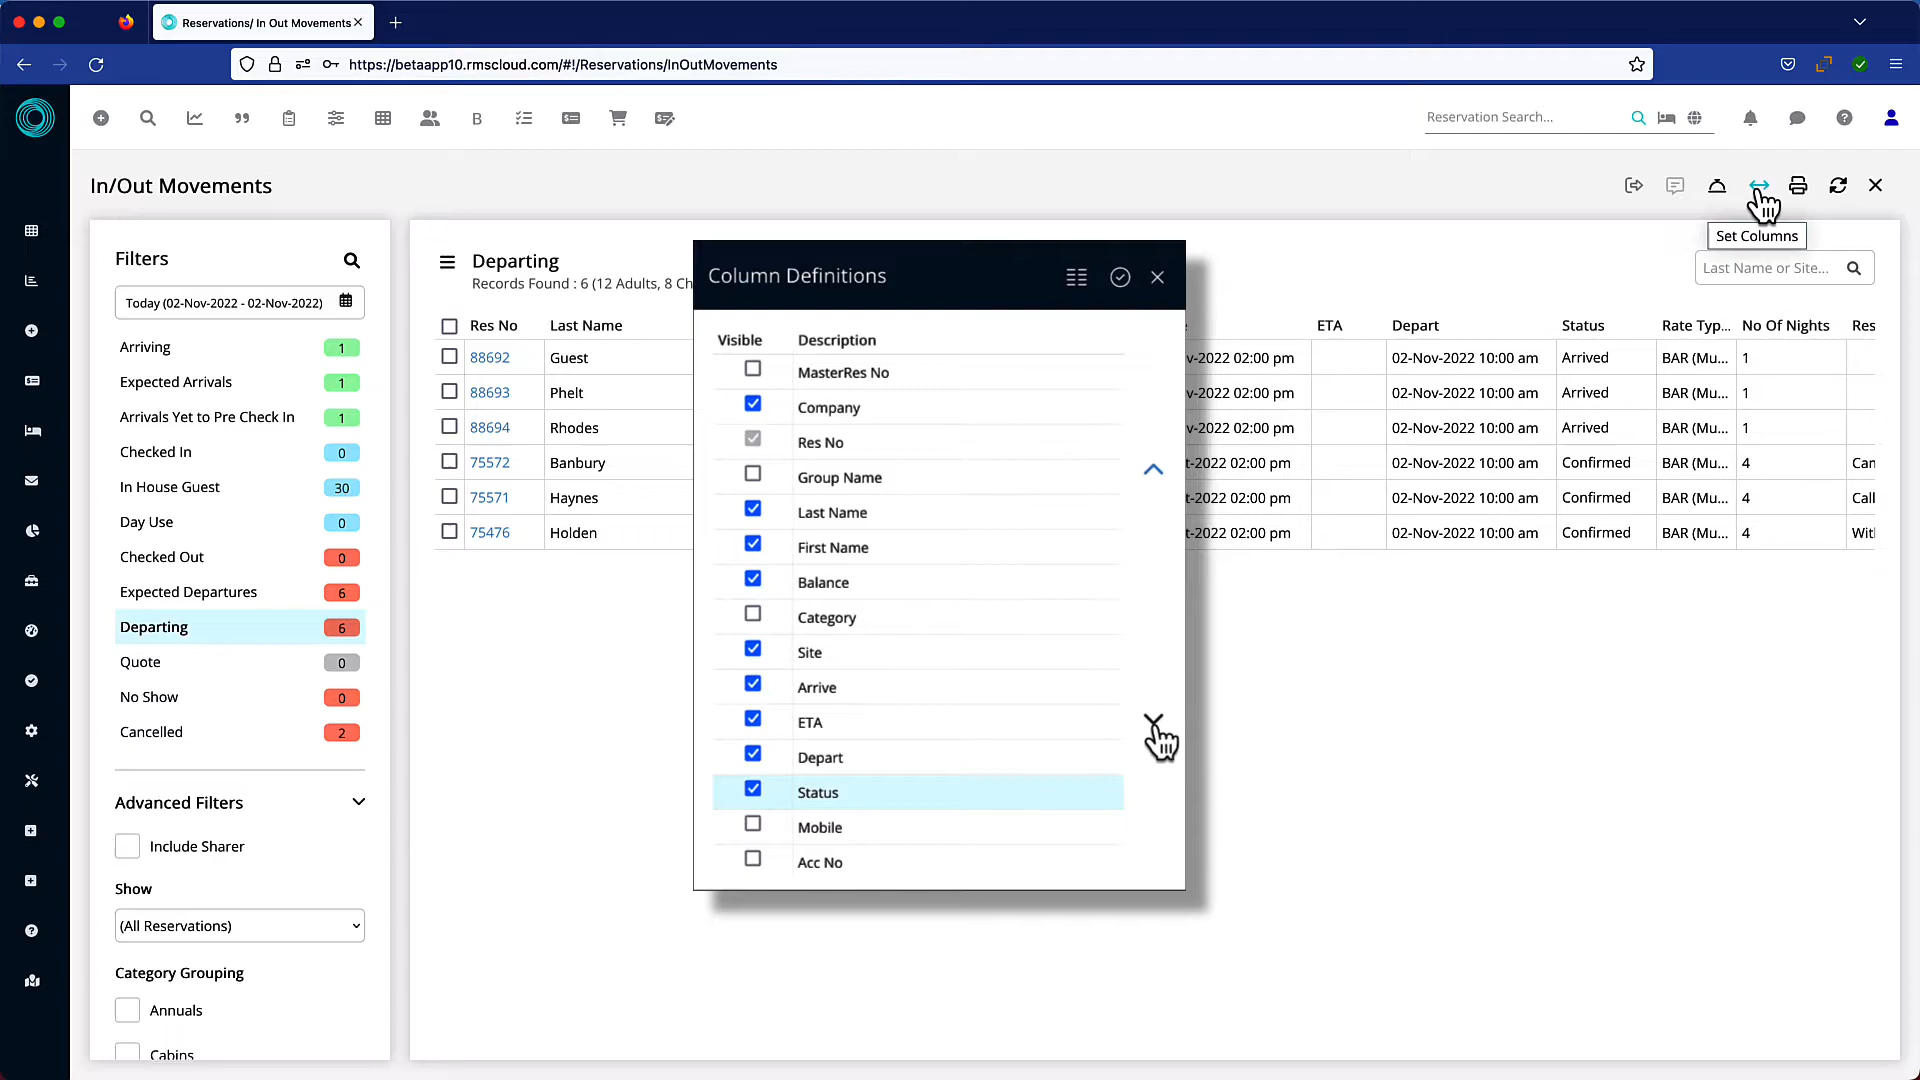 Reservations/ In Out Movements
https://betaapp10.rmscloud.com/#!/Reservations/InOutMovements
B
Reservation Search...
In/Out Movements
Set Columns
Filters
Today (02-Nov-2022 - 02-Nov-2022)
Arriving 1
Expected Arrivals 1
Arrivals Yet to Pre Check In 1
Checked In 0
In House Guest 30
Day Use 0
Checked Out 0
Expected Departures 6
Departing 6
Quote 0
No Show 0
Cancelled 2
Advanced Filters
Include Sharer
Show
(All Reservations)
Category Grouping
Annuals
Cabins
Departing
Records Found : 6 (12 Adults, 8 Ch
Last Name or Site...
Res No Last Name ETA Depart Status Rate Typ... No Of Nights Res
88692 Guest v-2022 02:00 pm 02-Nov-2022 10:00 am Arrived BAR (Mu... 1
88693 Phelt v-2022 02:00 pm 02-Nov-2022 10:00 am Arrived BAR (Mu... 1
88694 Rhodes v-2022 02:00 pm 02-Nov-2022 10:00 am Arrived BAR (Mu... 1
75572 Banbury t-2022 02:00 pm 02-Nov-2022 10:00 am Confirmed BAR (Mu... 4 Can
75571 Haynes t-2022 02:00 pm 02-Nov-2022 10:00 am Confirmed BAR (Mu... 4 Call
75476 Holden t-2022 02:00 pm 02-Nov-2022 10:00 am Confirmed BAR (Mu... 4
Column Definitions
Visible Description
MasterRes No
Company
Res No
Group Name
Last Name
First Name
Balance
Category
Site
Arrive
ETA
Depart
Status
Mobile
Acc No